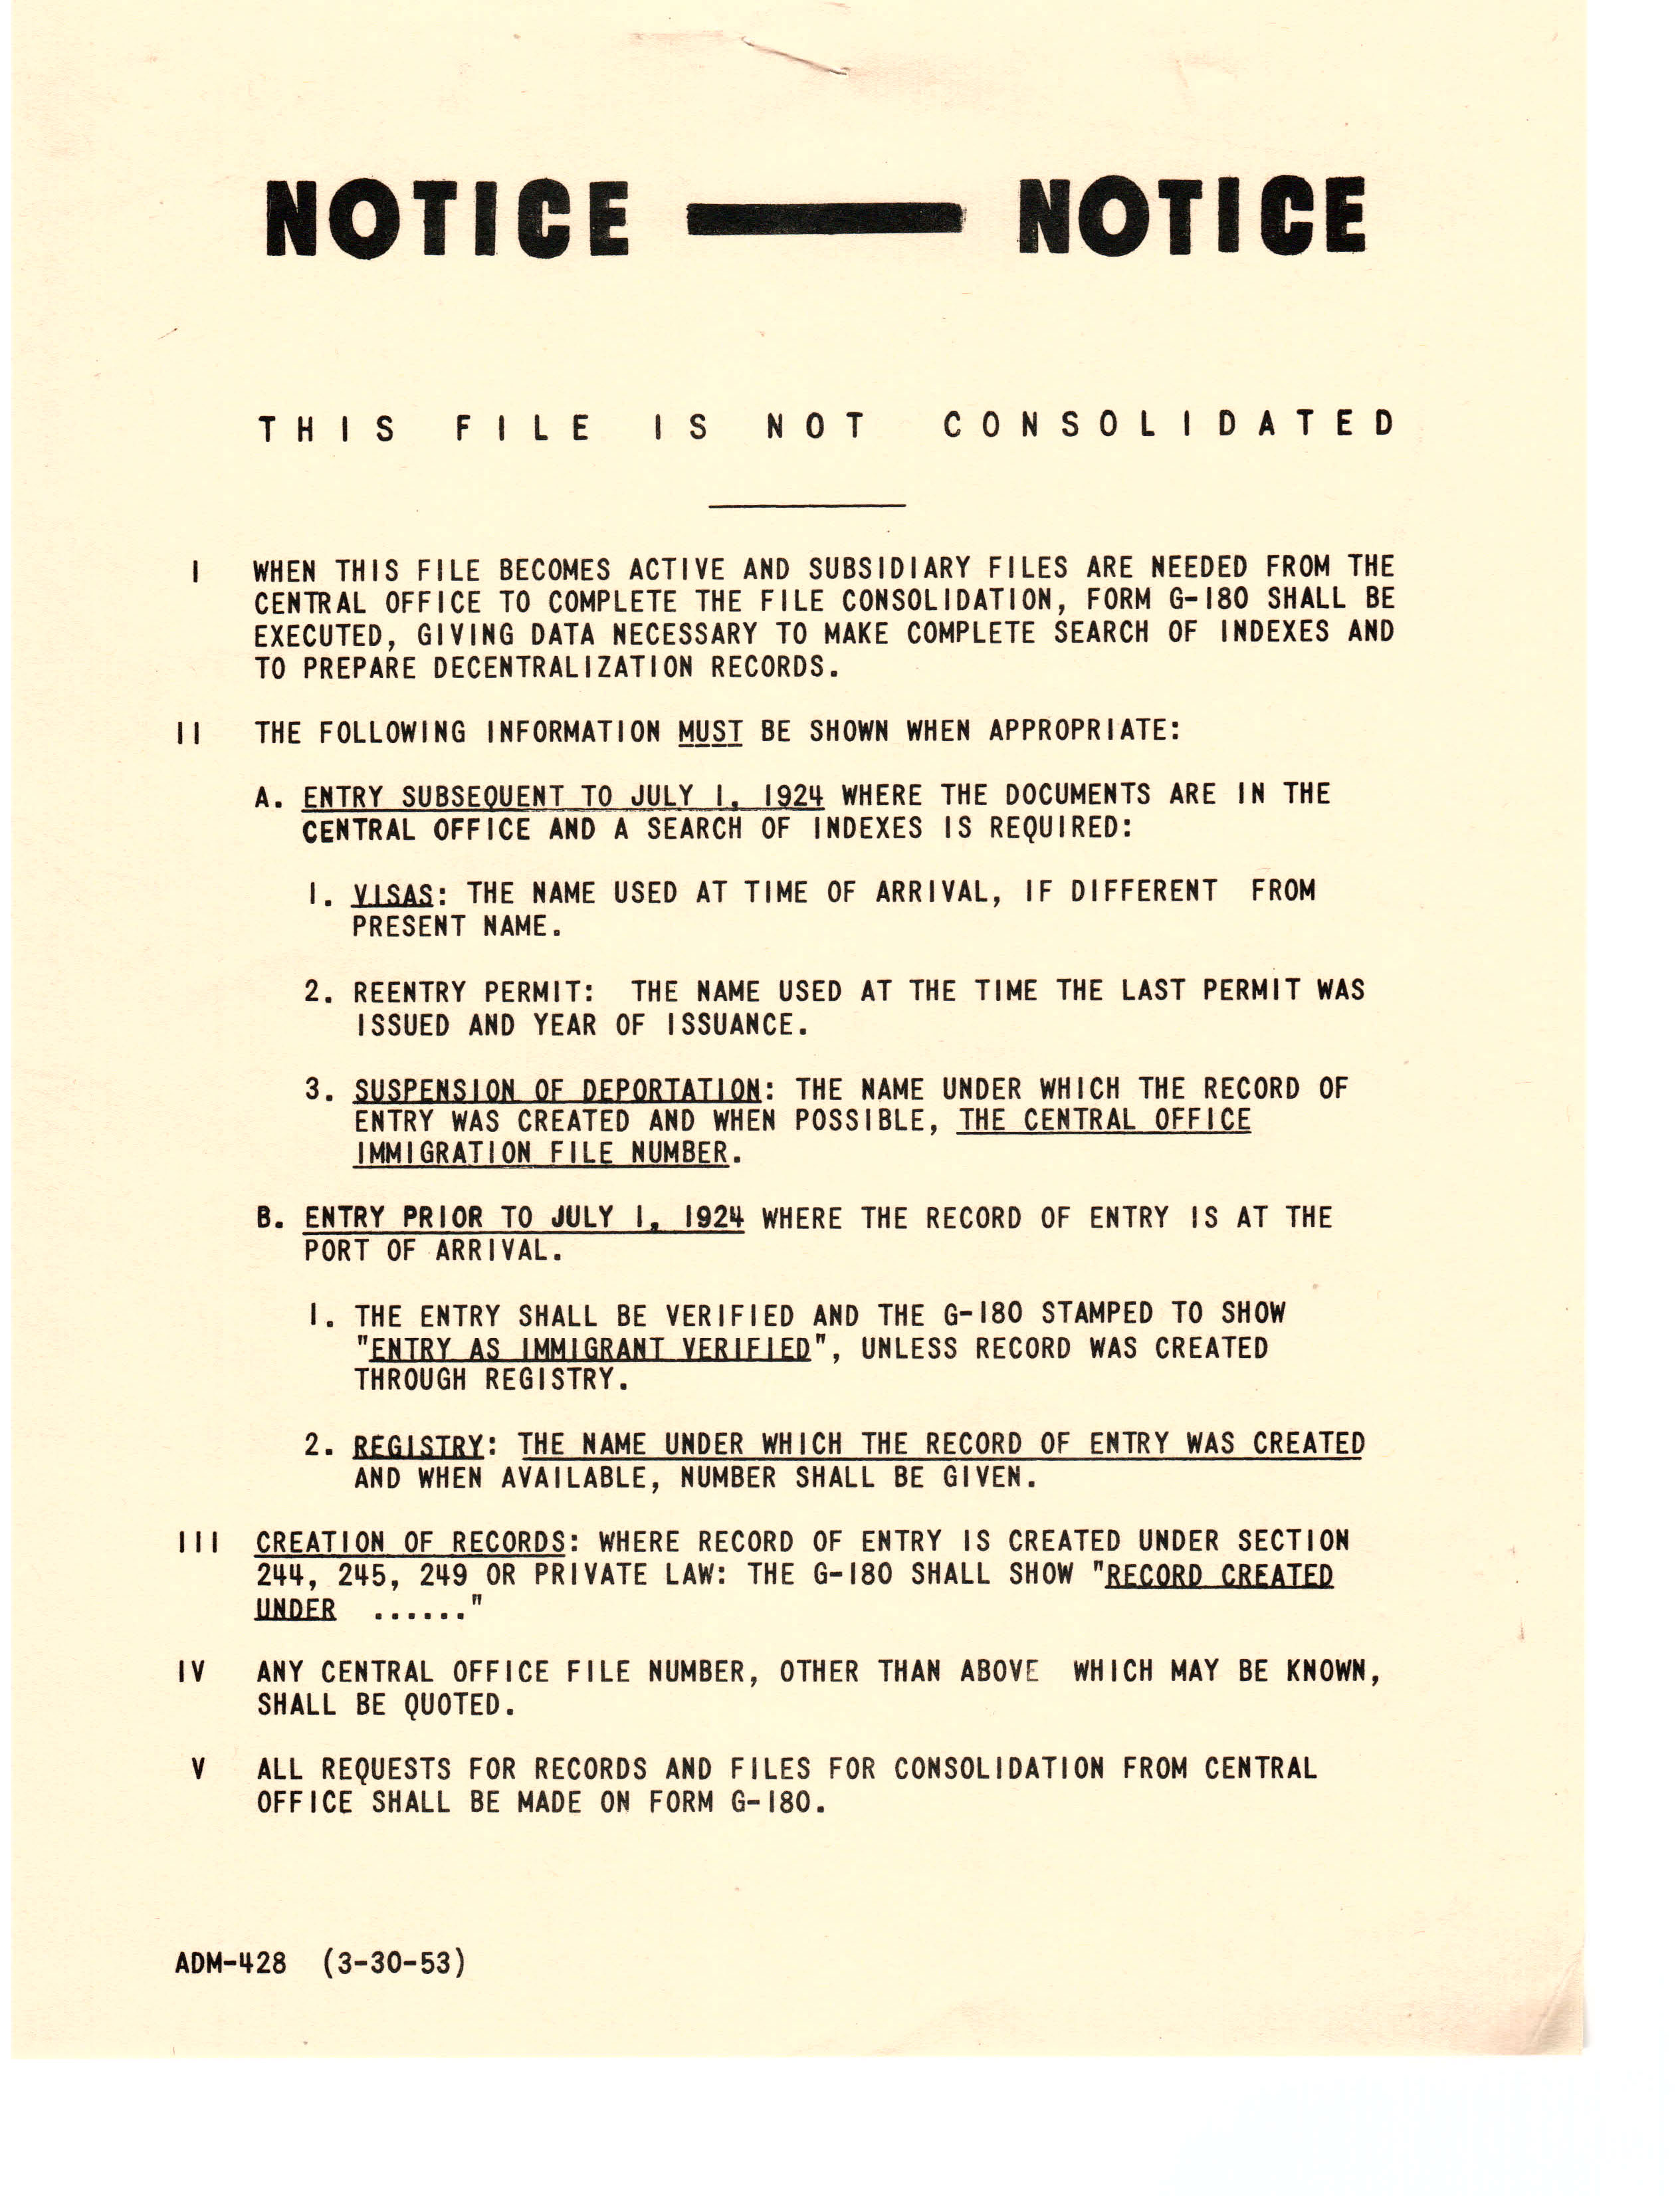 NOTICE — NOTICE
THIS FILE IS NOT CONSOLIDATED
I WHEN THIS FILE BECOMES ACTIVE AND SUBSIDIARY FILES ARE NEEDED FROM THE
CENTRAL OFFICE TO COMPLETE THE FILE CONSOLIDATION, FORM G-180 SHALL BE
EXECUTED, GIVING DATA NECESSARY TO MAKE COMPLETE SEARCH OF INDEXES AND
TO PREPARE DECENTRALIZATION RECORDS.
II THE FOLLOWING INFORMATION MUST BE SHOWN WHEN APPROPRIATE:
A. ENTRY SUBSEQUENT TO JULY 1, 1924 WHERE THE DOCUMENTS ARE IN THE
CENTRAL OFFICE AND A SEARCH OF INDEXES IS REQUIRED:
1. VISAS: THE NAME USED AT TIME OF ARRIVAL, IF DIFFERENT FROM
PRESENT NAME.
2. REENTRY PERMIT: THE NAME USED AT THE TIME THE LAST PERMIT WAS
ISSUED AND YEAR OF ISSUANCE.
3. SUSPENSION OF DEPORTATION: THE NAME UNDER WHICH THE RECORD OF
ENTRY WAS CREATED AND WHEN POSSIBLE, THE CENTRAL OFFICE
IMMIGRATION FILE NUMBER.
B. ENTRY PRIOR TO JULY 1, 1924 WHERE THE RECORD OF ENTRY IS AT THE
PORT OF ARRIVAL.
1. THE ENTRY SHALL BE VERIFIED AND THE G-180 STAMPED TO SHOW
"ENTRY AS IMMIGRANT VERIFIED", UNLESS RECORD WAS CREATED
THROUGH REGISTRY.
2. REGISTRY: THE NAME UNDER WHICH THE RECORD OF ENTRY WAS CREATED
AND WHEN AVAILABLE, NUMBER SHALL BE GIVEN.
III CREATION OF RECORDS: WHERE RECORD OF ENTRY IS CREATED UNDER SECTION
244, 245, 249 OR PRIVATE LAW: THE G-180 SHALL SHOW "RECORD CREATED
UNDER ......"
IV ANY CENTRAL OFFICE FILE NUMBER, OTHER THAN ABOVE WHICH MAY BE KNOWN,
SHALL BE QUOTED.
V ALL REQUESTS FOR RECORDS AND FILES FOR CONSOLIDATION FROM CENTRAL
OFFICE SHALL BE MADE ON FORM G-180.
ADM-428 (3-30-53)